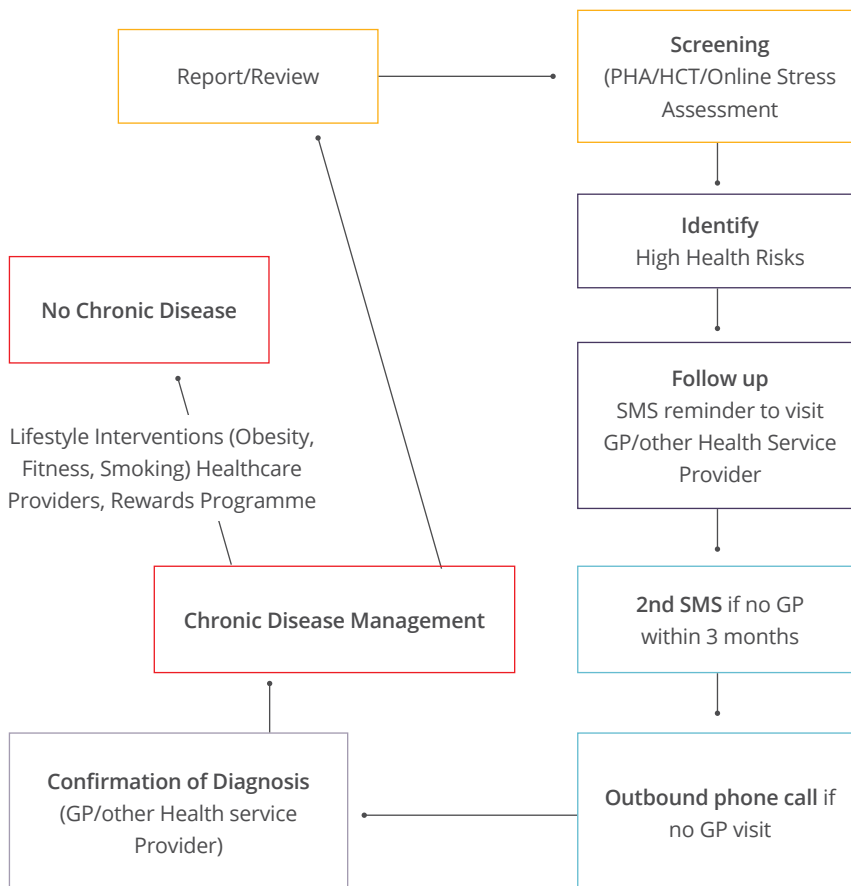 Report/Review
Screening
(PHA/HCT/Online Stress
Assessment
Identify
High Health Risks
No Chronic Disease
Follow up
SMS reminder to visit
GP/other Health Service
Provider
Lifestyle Interventions (Obesity,
Fitness, Smoking) Healthcare
Providers, Rewards Programme
Chronic Disease Management
2nd SMS if no GP
within 3 months
Confirmation of Diagnosis
(GP/other Health service
Provider)
Outbound phone call if
no GP visit